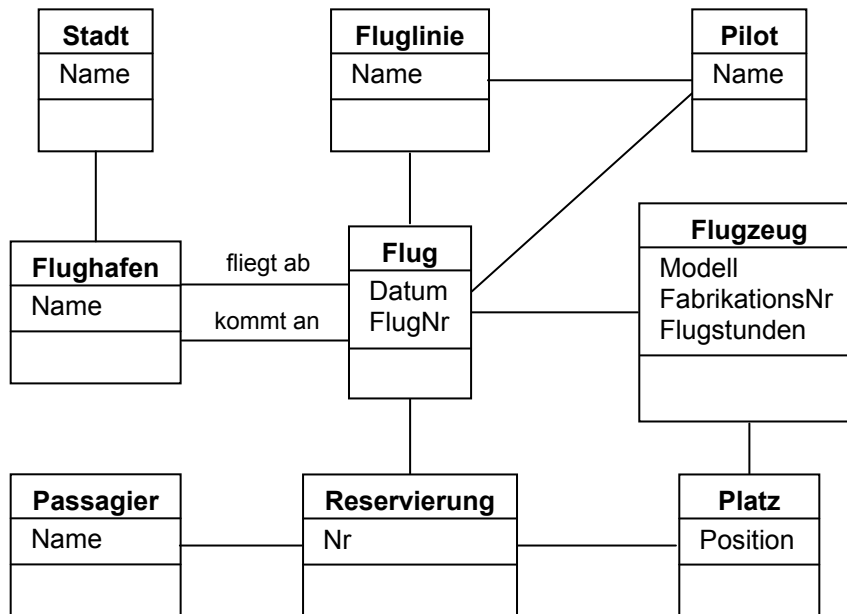 Stadt
Name
Fluglinie
Name
Pilot
Name
Flughafen
Name
fliegt ab
kommt an
Flug
Datum
FlugNr
Flugzeug
Modell
FabrikationsNr
Flugstunden
Passagier
Name
Reservierung
Nr
Platz
Position